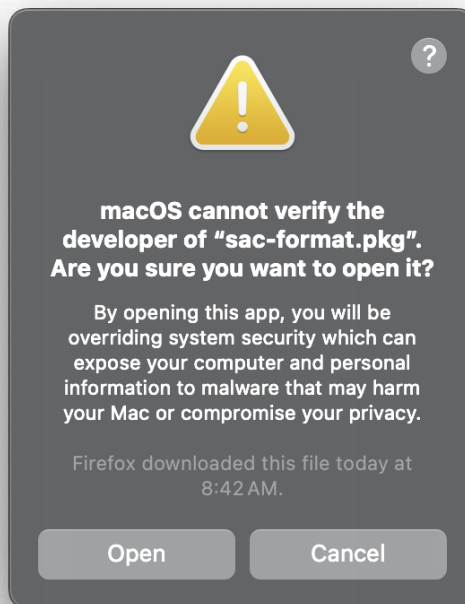 ?
macOS cannot verify the
developer of “sac-format.pkg”.
Are you sure you want to open it?
By opening this app, you will be
overriding system security which can
expose your computer and personal
information to malware that may harm
your Mac or compromise your privacy.
Firefox downloaded this file today at
8:42 AM.
Open
Cancel